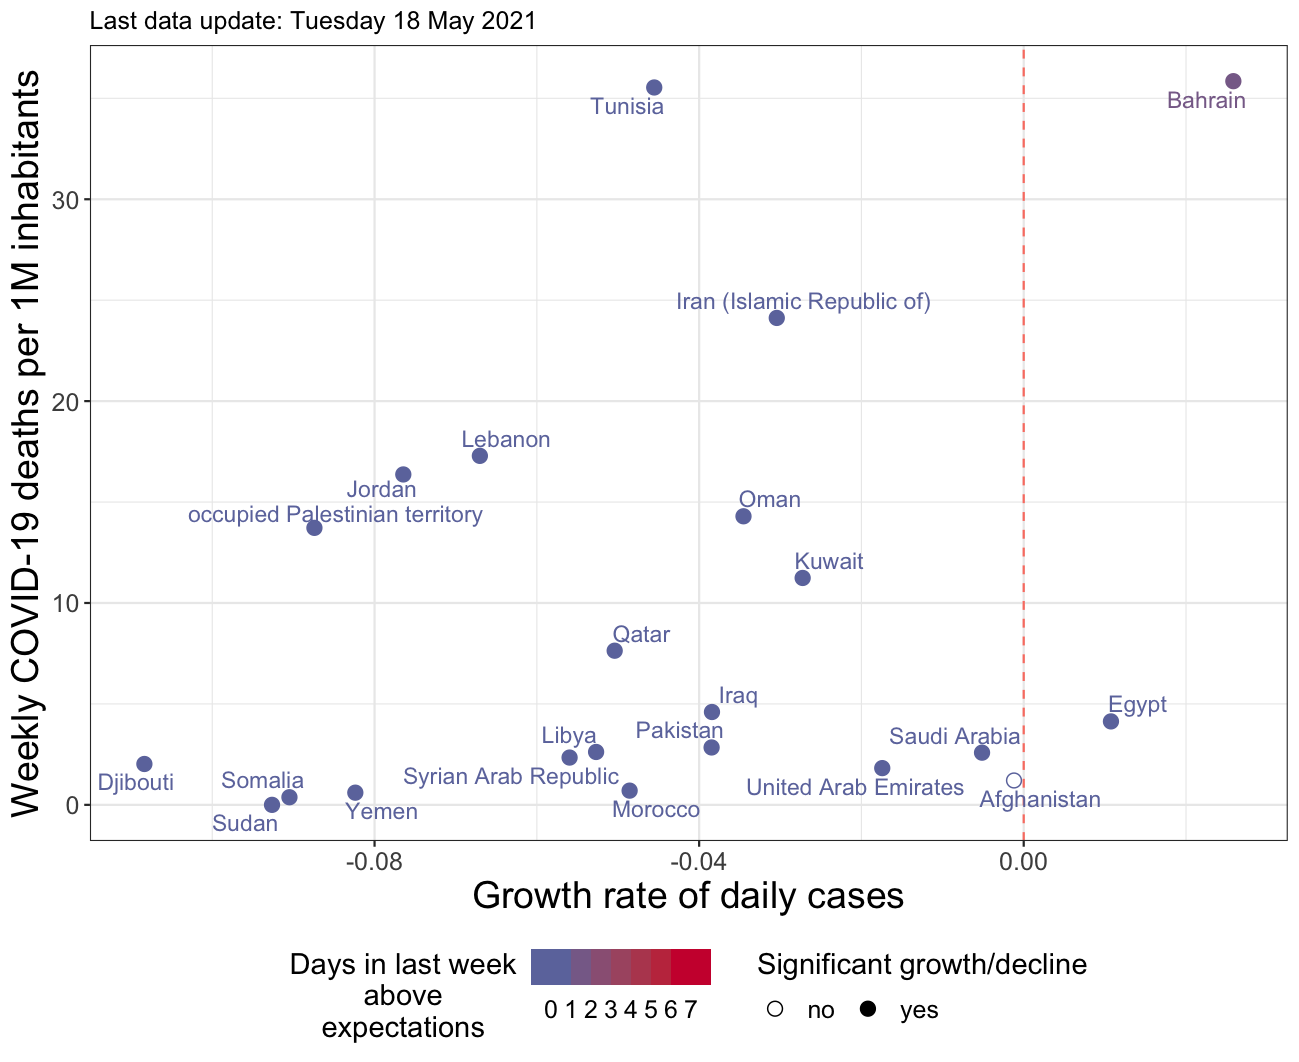 Last data update: Tuesday 18 May 2021
Weekly COVID-19 deaths per 1M inhabitants
30
20
10
0
Tunisia
Bahrain
Iran (Islamic Republic of)
Lebanon
Jordan
occupied Palestinian territory
Oman
Kuwait
Qatar
Iraq
Egypt
Pakistan
Libya
Saudi Arabia
Syrian Arab Republic
Djibouti
Somalia
United Arab Emirates
Afghanistan
Yemen
Morocco
Sudan
-0.08
-0.04
0.00
Growth rate of daily cases
Days in last week
above
expectations
0 1 2 3 4 5 6 7
Significant growth/decline
no
yes